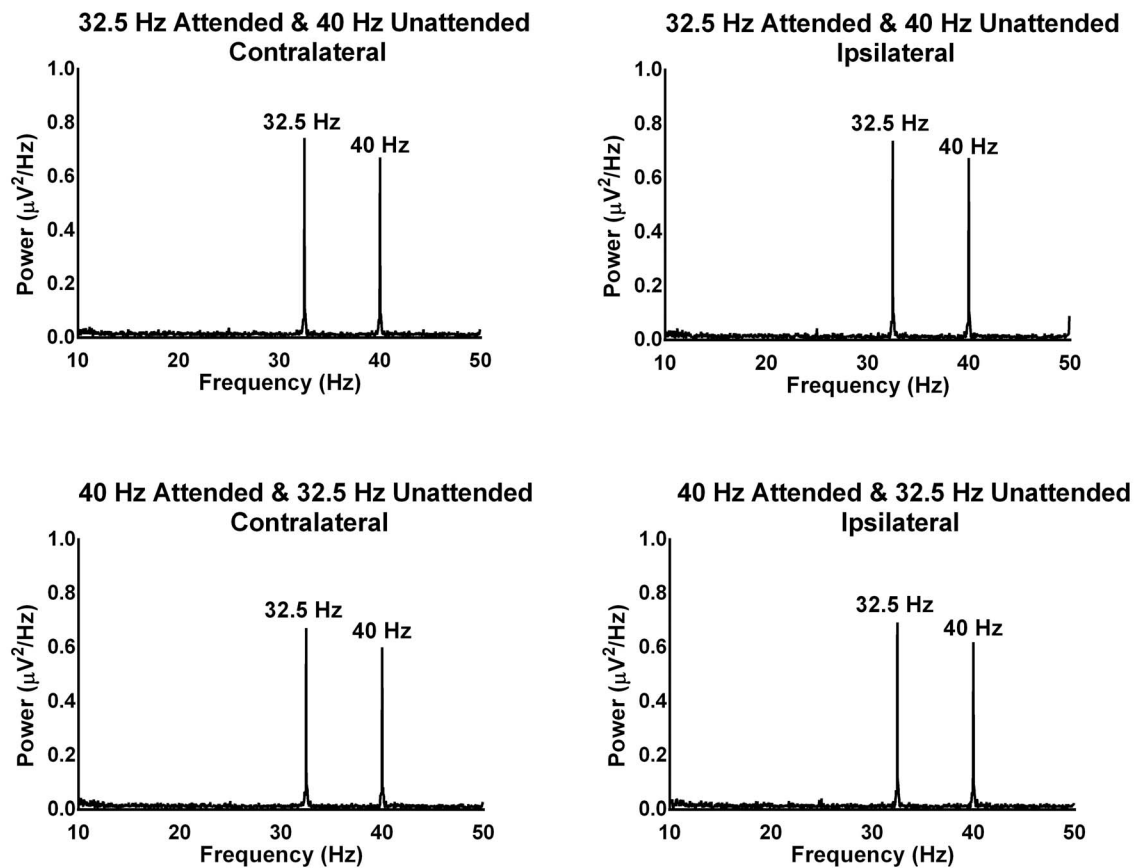 32.5 Hz Attended & 40 Hz Unattended
Contralateral
1.0
0.8
0.6
0.4
0.2
0.0
Power (µV²/Hz)
32.5 Hz
40 Hz
10 20 30 40 50
Frequency (Hz)
32.5 Hz Attended & 40 Hz Unattended
Ipsilateral
1.0
0.8
0.6
0.4
0.2
0.0
Power (µV²/Hz)
32.5 Hz
40 Hz
10 20 30 40 50
Frequency (Hz)
40 Hz Attended & 32.5 Hz Unattended
Contralateral
1.0
0.8
0.6
0.4
0.2
0.0
Power (µV²/Hz)
32.5 Hz
40 Hz
10 20 30 40 50
Frequency (Hz)
40 Hz Attended & 32.5 Hz Unattended
Ipsilateral
1.0
0.8
0.6
0.4
0.2
0.0
Power (µV²/Hz)
32.5 Hz
40 Hz
10 20 30 40 50
Frequency (Hz)